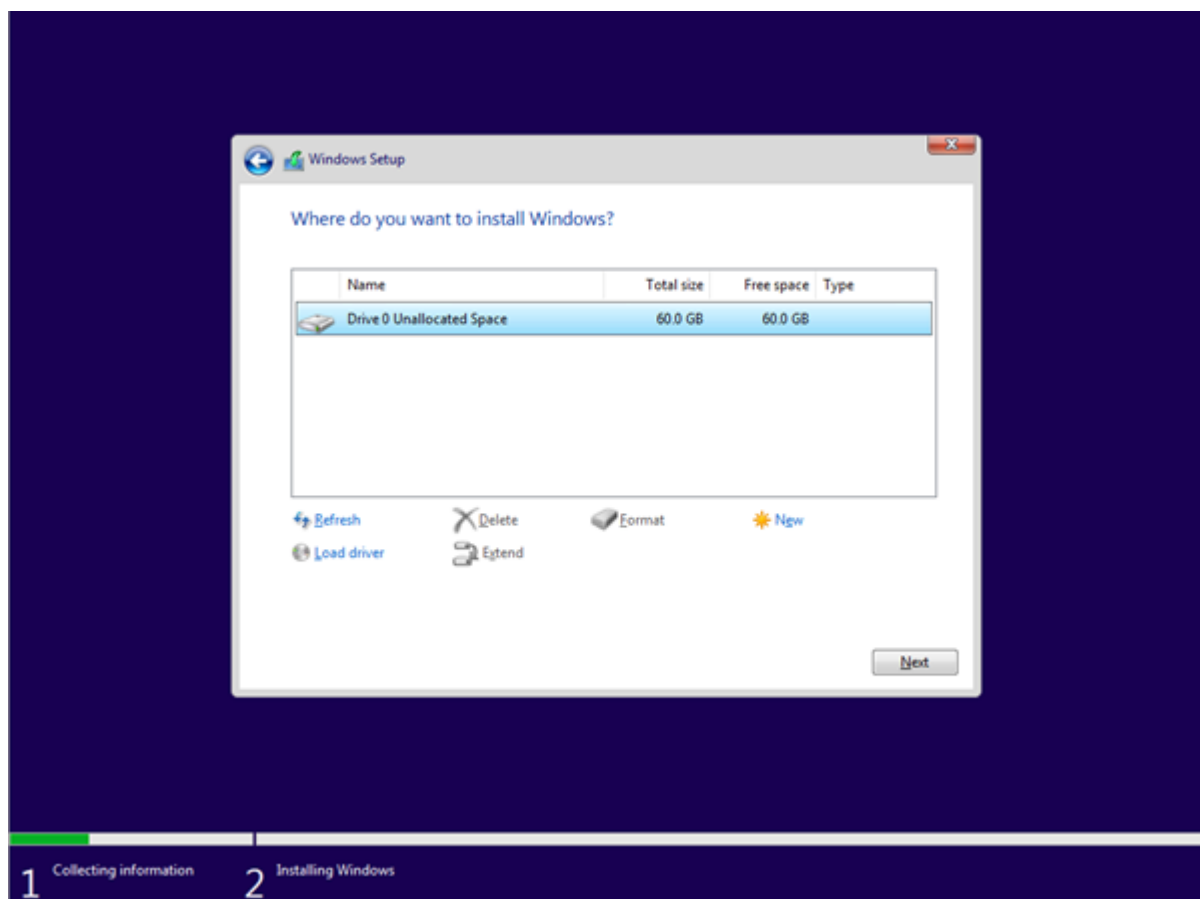 Windows Setup
Where do you want to install Windows?
Name Total size Free space Type
Drive 0 Unallocated Space 60.0 GB 60.0 GB
Refresh Delete Format New
Load driver Extend
Next
1 Collecting information 2 Installing Windows